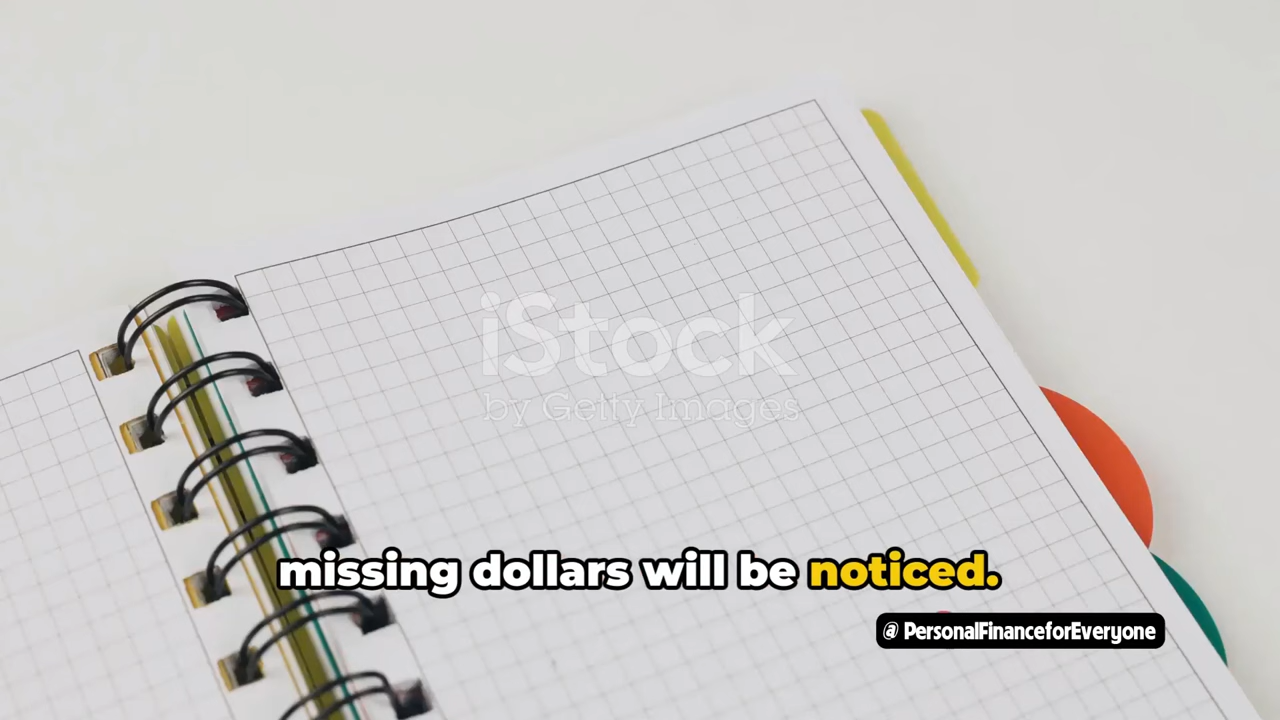 iStock
by Getty Images
missing dollars will be noticed.
@ PersonalFinanceforEveryone